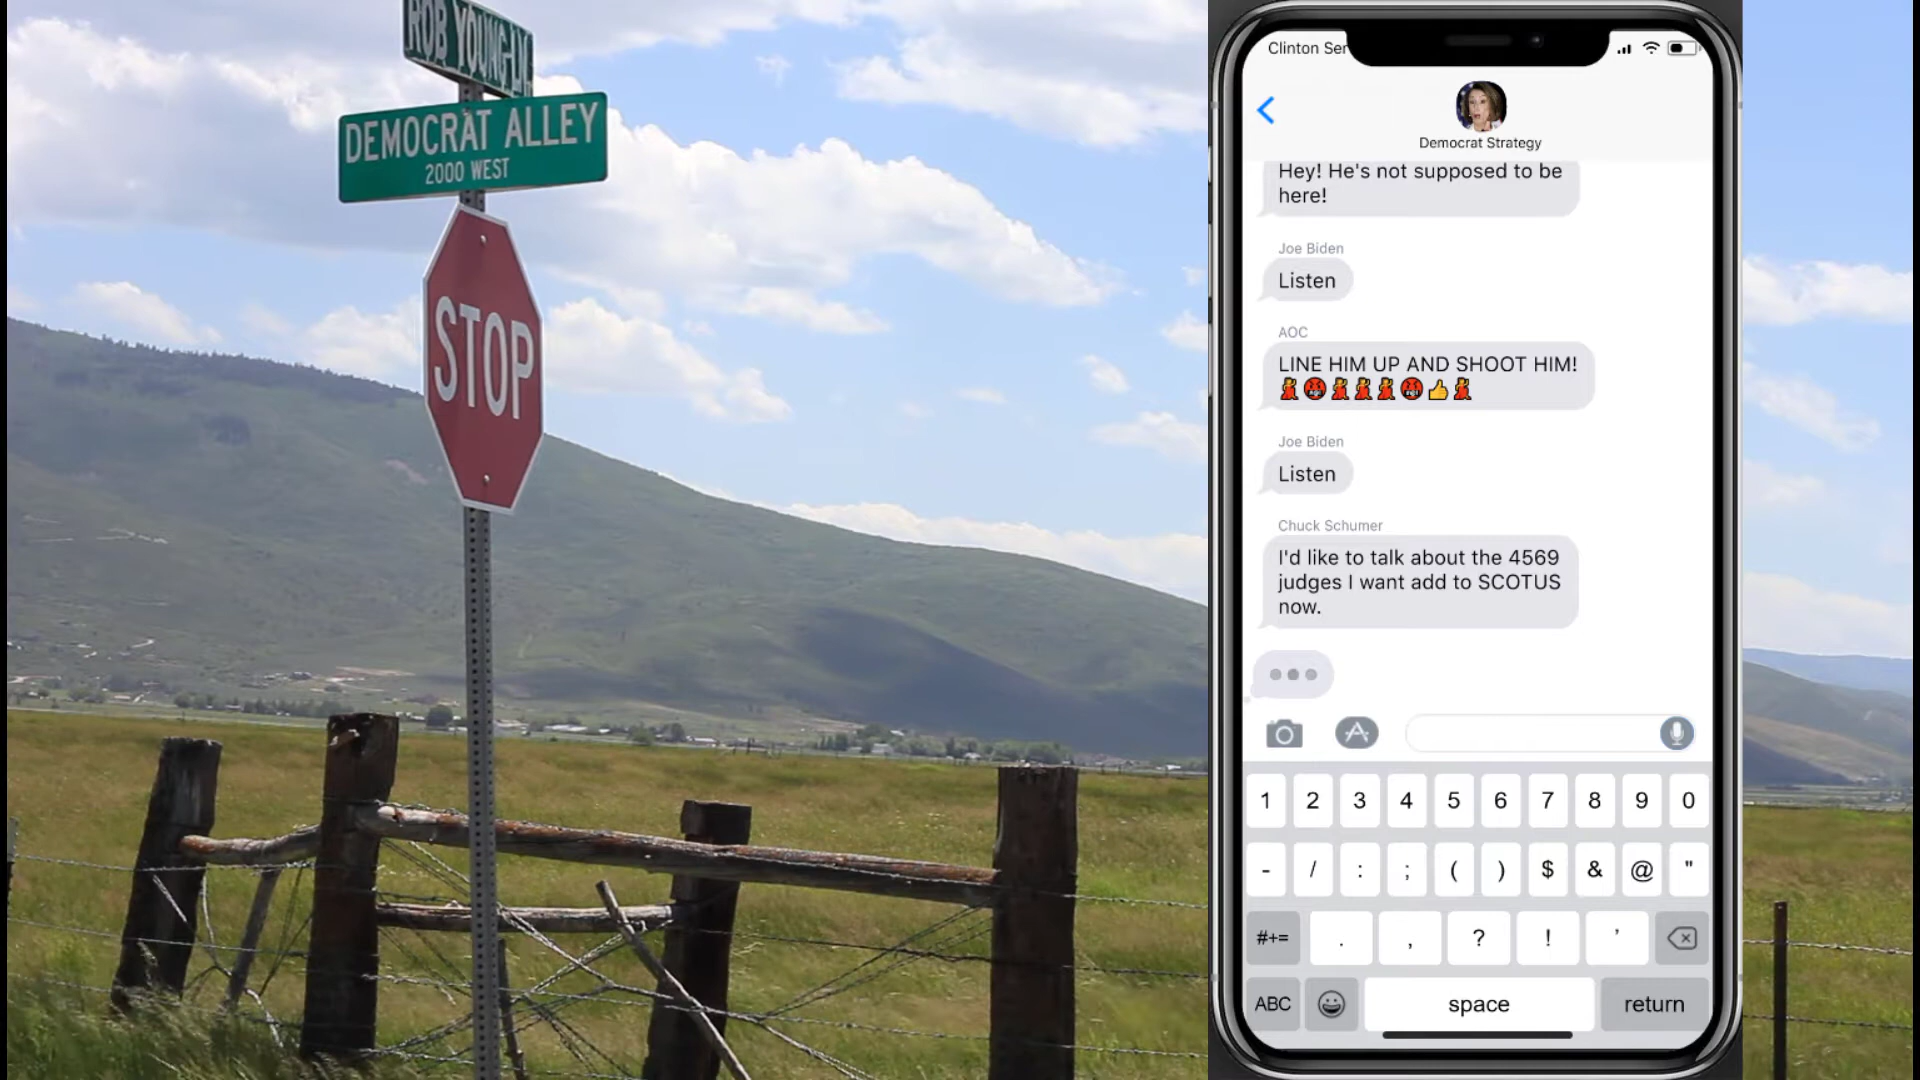 ROB YOUNG LN
DEMOCRAT ALLEY
2000 WEST
STOP
Clinton Ser
Democrat Strategy
Hey! He's not supposed to be
here!
Joe Biden
Listen
AOC
LINE HIM UP AND SHOOT HIM!
💃🤬💃💃💃🤬👍💃
Joe Biden
Listen
Chuck Schumer
I'd like to talk about the 4569
judges I want add to SCOTUS
now.
1 2 3 4 5 6 7 8 9 0
- / : ; ( ) $ & @ "
#+= . , ? ! ’
ABC space return